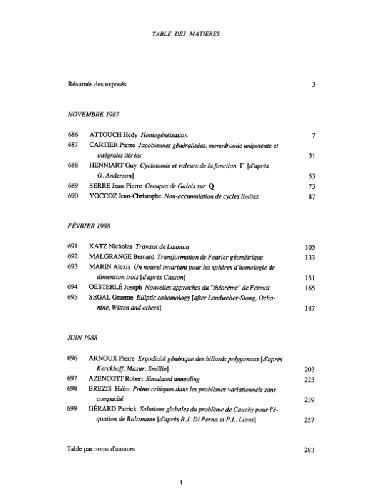 TABLE DES MATIÈRES
Résumés des exposés 3
NOVEMBRE 1987
686 ATTOUCH Hedy Homogénéisation 7
687 CARTIER Pierre Jacobiennes généralisées, monodromie unipotente et
intégrales itérées 31
688 HENNIART Guy Cyclotomie et valeurs de la fonction Γ [d'après
G. Anderson] 53
689 SERRE Jean-Pierre Groupes de Galois sur Q 73
690 YOCCOZ Jean-Christophe Non-accumulation de cycles limites 87
FÉVRIER 1988
691 KATZ Nicholas Travaux de Laumon 105
692 MALGRANGE Bernard Transformation de Fourier géométrique 133
693 MARIN Alexis Un nouvel invariant pour les sphères d'homologie de
dimension trois [d'après Casson] 151
694 OESTERLÉ Joseph Nouvelles approches du "théorème" de Fermat 165
695 SEGAL Graeme Elliptic cohomology [after Landweber-Stong, Ocha-
nine, Witten and others] 187
JUIN 1988
696 ARNOUX Pierre Ergodicité générique des billards polygonaux [d'après
Kerckhoff, Masur, Smillie] 203
697 AZENCOTT Robert Simulated annealing 223
698 BREZIS Haïm Points critiques dans les problèmes variationnels sans
compacité 239
699 GÉRARD Patrick Solutions globales du problème de Cauchy pour l'é-
quation de Boltzmann [d'après R.J. Di Perna et P.L. Lions] 257
Table par noms d'auteurs 283
1